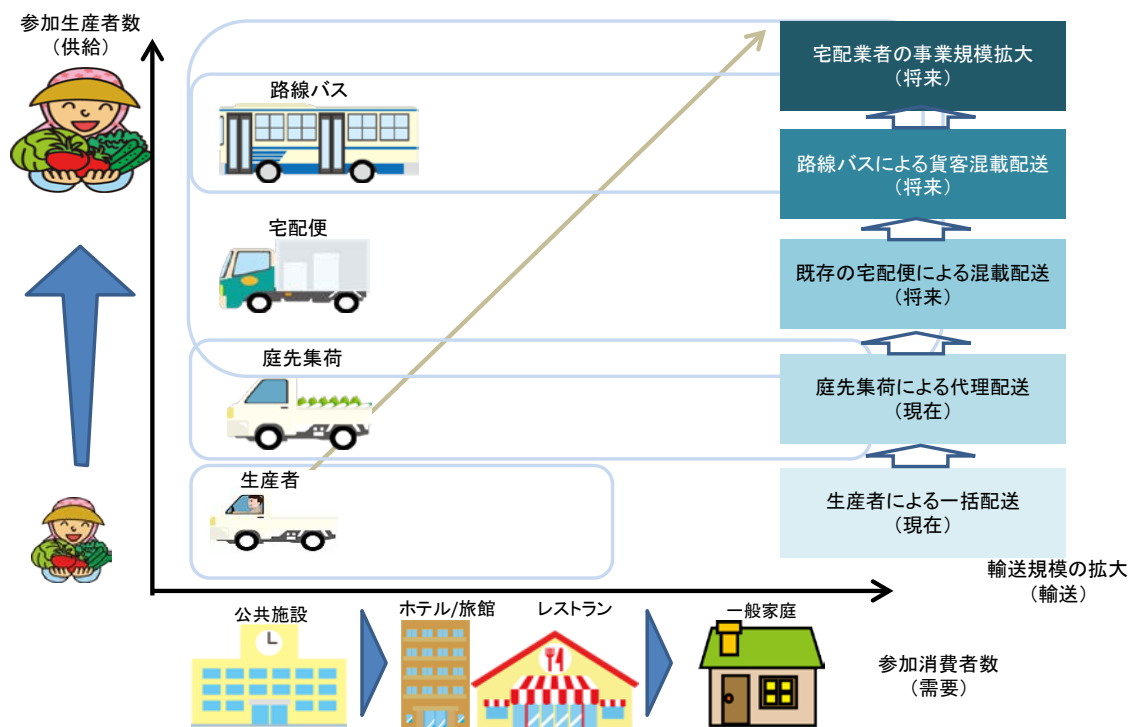 参加生産者数
（供給）
路線バス
宅配便
庭先集荷
生産者
宅配業者の事業規模拡大
（将来）
路線バスによる貨客混載配送
（将来）
既存の宅配便による混載配送
（将来）
庭先集荷による代理配送
（現在）
生産者による一括配送
（現在）
輸送規模の拡大
（輸送）
公共施設
ホテル/旅館
レストラン
一般家庭
参加消費者数
（需要）